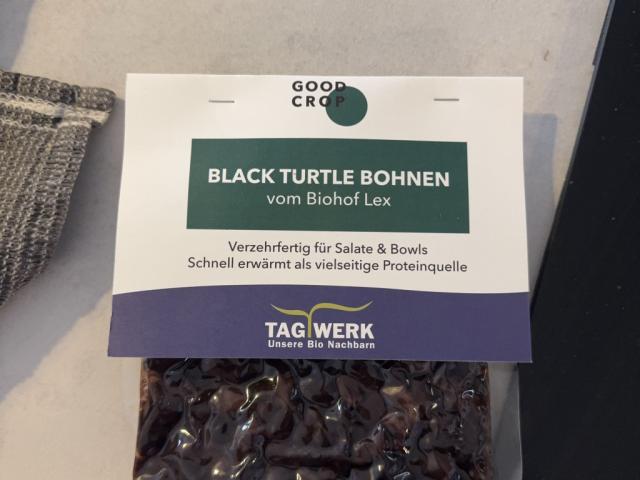 GOOD
CROP
BLACK TURTLE BOHNEN
vom Biohof Lex
Verzehrfertig für Salate & Bowls
Schnell erwärmt als vielseitige Proteinquelle
TAGWERK
Unsere Bio Nachbarn